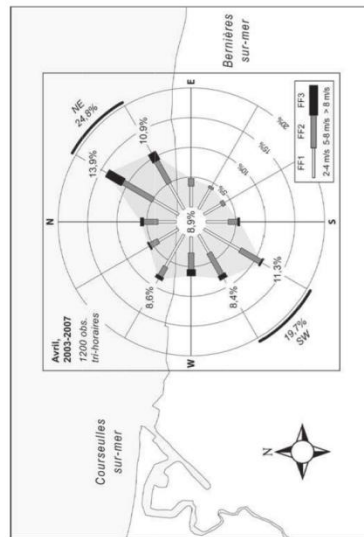 Courseulles
sur-mer
Bernières
sur-mer
Avril,
2003-2007
1200 obs.
tri-horaires
N
NE
24,8%
13,9%
10,9%
8,6%
8,9%
5%
10%
15%
20%
W
E
8,4%
11,3%
19,7%
SW
S
FF1 FF2 FF3
2-4 m/s 5-8 m/s > 8 m/s
N